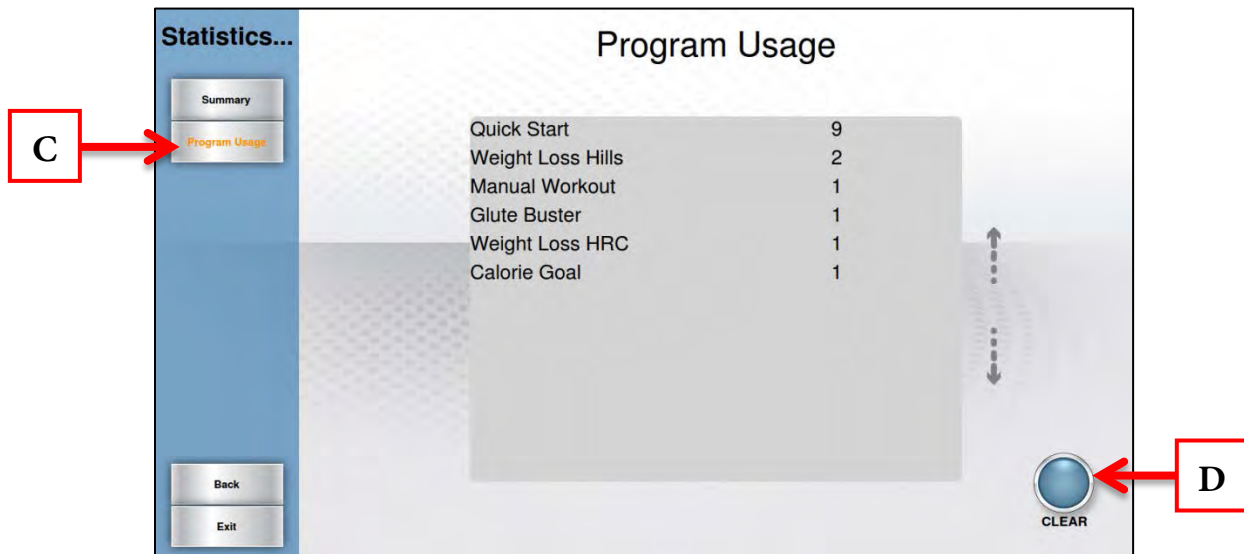 Statistics...
Program Usage
Summary
Program Usage
C
Quick Start 9
Weight Loss Hills 2
Manual Workout 1
Glute Buster 1
Weight Loss HRC 1
Calorie Goal 1
Back
Exit
CLEAR
D